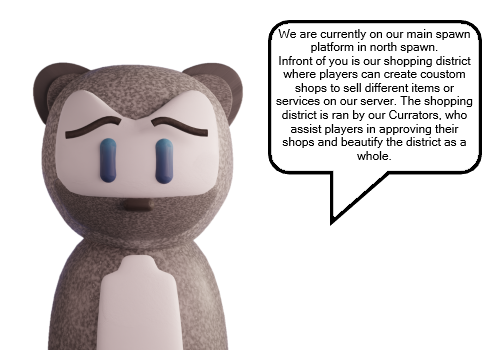 We are currently on our main spawn
platform in north spawn.
Infront of you is our shopping district
where players can create coustom
shops to sell different items or
services on our server. The shopping
district is ran by our Currators, who
assist players in approving their
shops and beautify the district as a
whole.